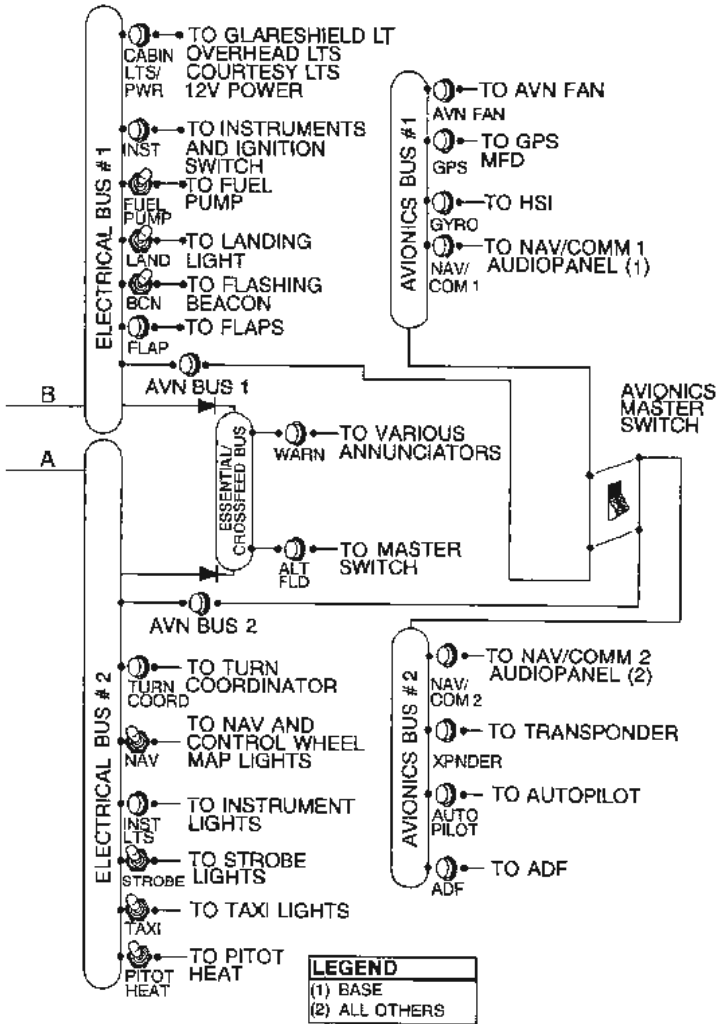 ELECTRICAL BUS #1
CABIN
LTS/
PWR
TO GLARESHIELD LT
OVERHEAD LTS
COURTESY LTS
12V POWER
INST
TO INSTRUMENTS
AND IGNITION
SWITCH
FUEL
PUMP
TO FUEL
PUMP
LAND
TO LANDING
LIGHT
BCN
TO FLASHING
BEACON
FLAP
TO FLAPS
AVN BUS 1
B
A
AVIONICS BUS #1
AVN FAN
TO AVN FAN
GPS
TO GPS
MFD
GYRO
TO HSI
NAV/
COM 1
TO NAV/COMM 1
AUDIOPANEL (1)
AVIONICS
MASTER
SWITCH
ESSENTIAL/
CROSSFEED BUS
WARN
TO VARIOUS
ANNUNCIATORS
ALT
FLD
TO MASTER
SWITCH
AVN BUS 2
ELECTRICAL BUS #2
TURN
COORD
TO TURN
COORDINATOR
NAV
TO NAV AND
CONTROL WHEEL
MAP LIGHTS
INST
LTS
TO INSTRUMENT
LIGHTS
STROBE
TO STROBE
LIGHTS
TAXI
TO TAXI LIGHTS
PITOT
HEAT
TO PITOT
HEAT
AVIONICS BUS #2
NAV/
COM 2
TO NAV/COMM 2
AUDIOPANEL (2)
XPNDER
TO TRANSPONDER
AUTO
PILOT
TO AUTOPILOT
ADF
TO ADF
LEGEND
(1) BASE
(2) ALL OTHERS